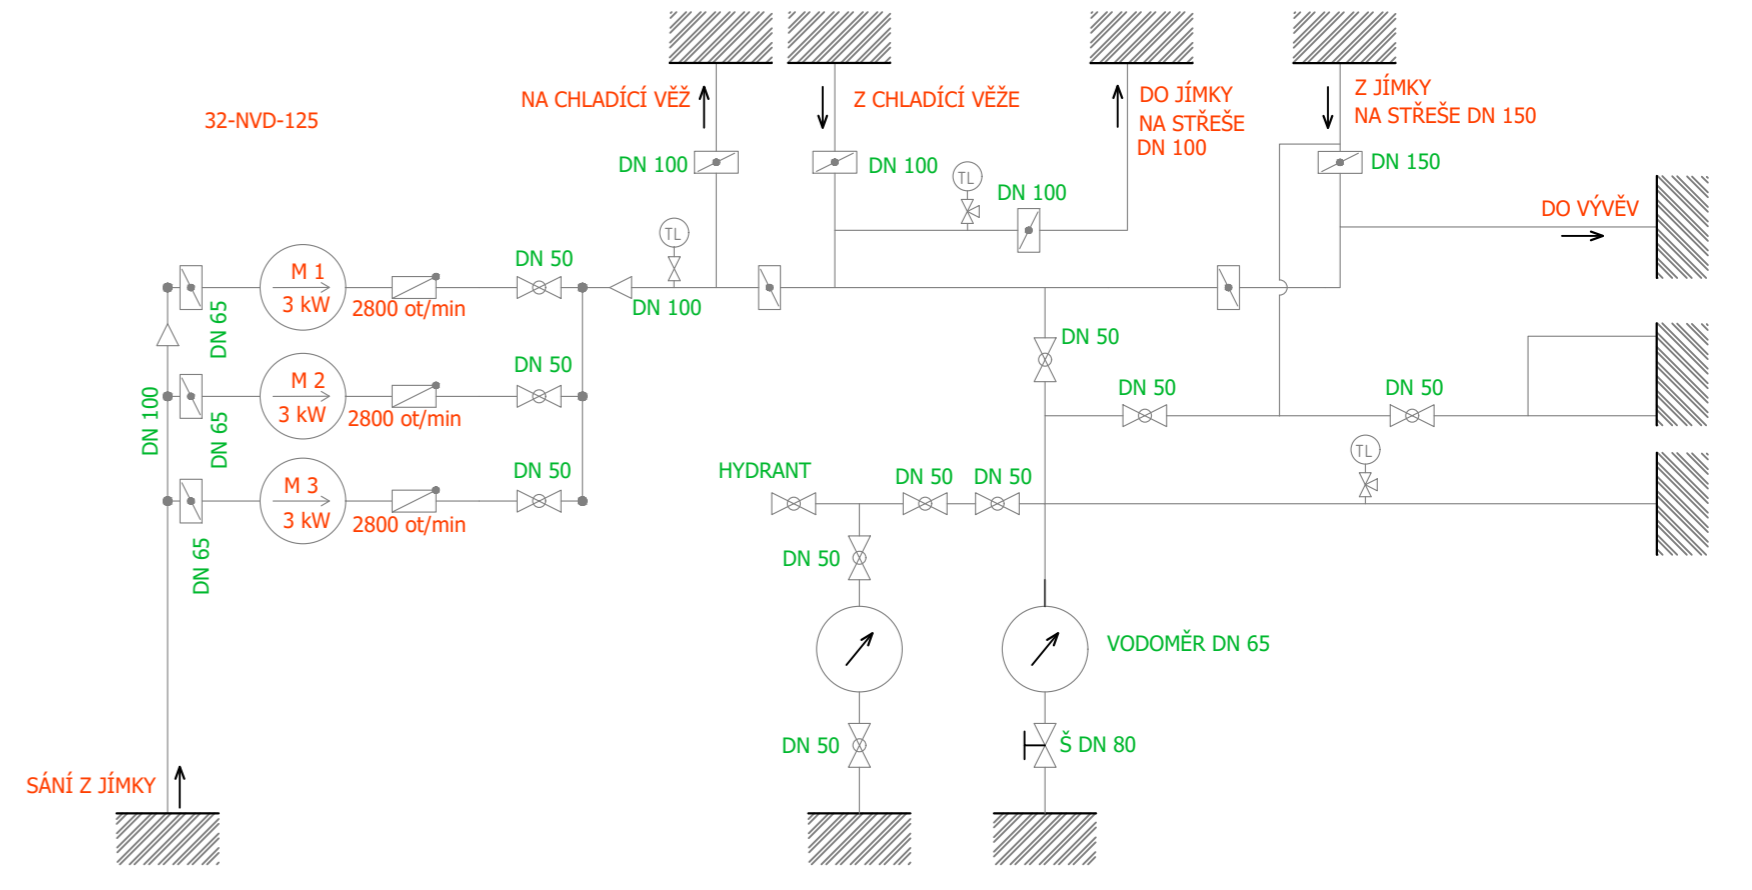 32-NVD-125
NA CHLADÍCÍ VĚŽ
Z CHLADÍCÍ VĚŽE
DO JÍMKY
NA STŘEŠE
DN 100
Z JÍMKY
NA STŘEŠE DN 150
DN 100
DN 100
DN 150
TL
DN 100
DO VÝVĚV
TL
DN 50
M 1
3 kW
2800 ot/min
DN 65
DN 100
DN 50
DN 50
M 2
3 kW
2800 ot/min
DN 65
DN 100
DN 50
DN 50
TL
DN 50
M 3
3 kW
2800 ot/min
DN 65
HYDRANT
DN 50
DN 50
DN 50
VODOMĚR DN 65
DN 50
Š DN 80
SÁNÍ Z JÍMKY